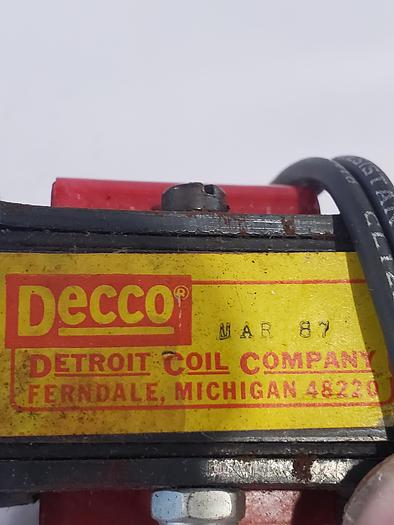 Decco®
MAR 87
DETROIT COIL COMPANY
FERNDALE, MICHIGAN 48220